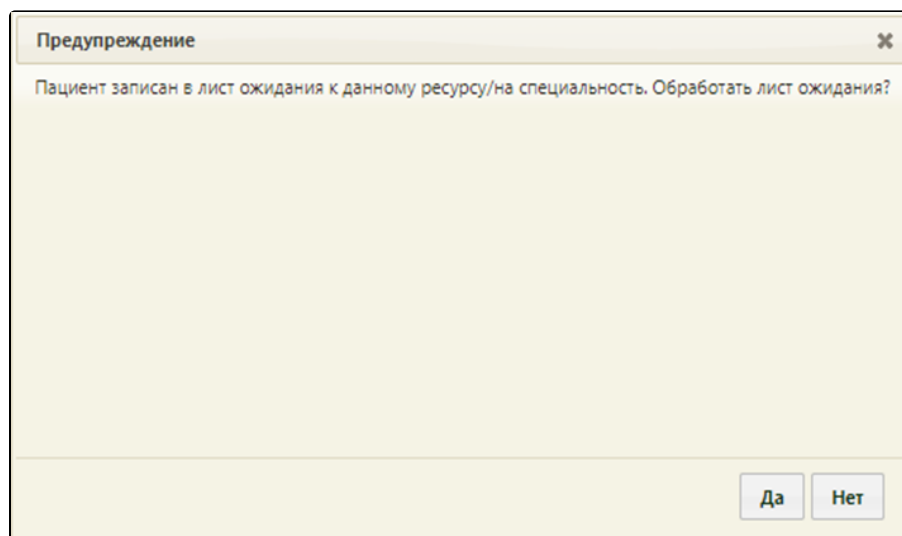 Предупреждение
Пациент записан в лист ожидания к данному ресурсу/на специальность. Обработать лист ожидания?
Да Нет